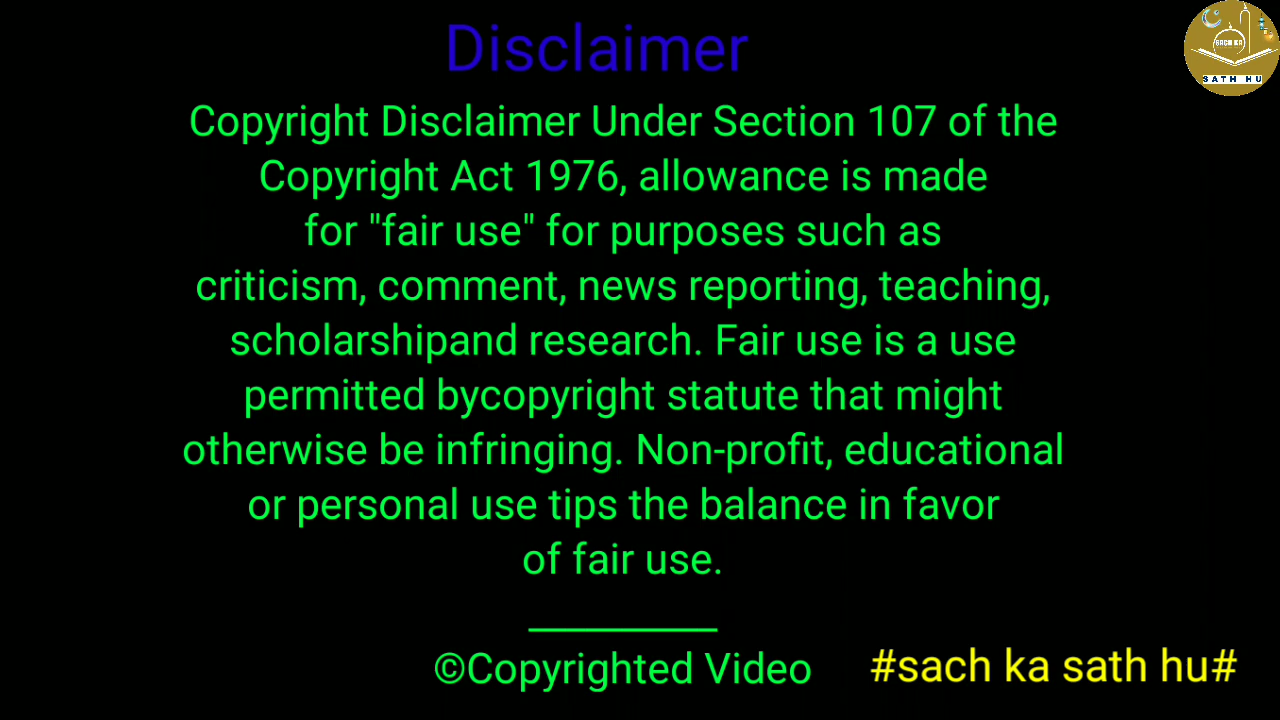 Disclaimer
Copyright Disclaimer Under Section 107 of the
Copyright Act 1976, allowance is made
for "fair use" for purposes such as
criticism, comment, news reporting, teaching,
scholarshipand research. Fair use is a use
permitted bycopyright statute that might
otherwise be infringing. Non-profit, educational
or personal use tips the balance in favor
of fair use.
©Copyrighted Video
#sach ka sath hu#
SACH KA
SATH HU